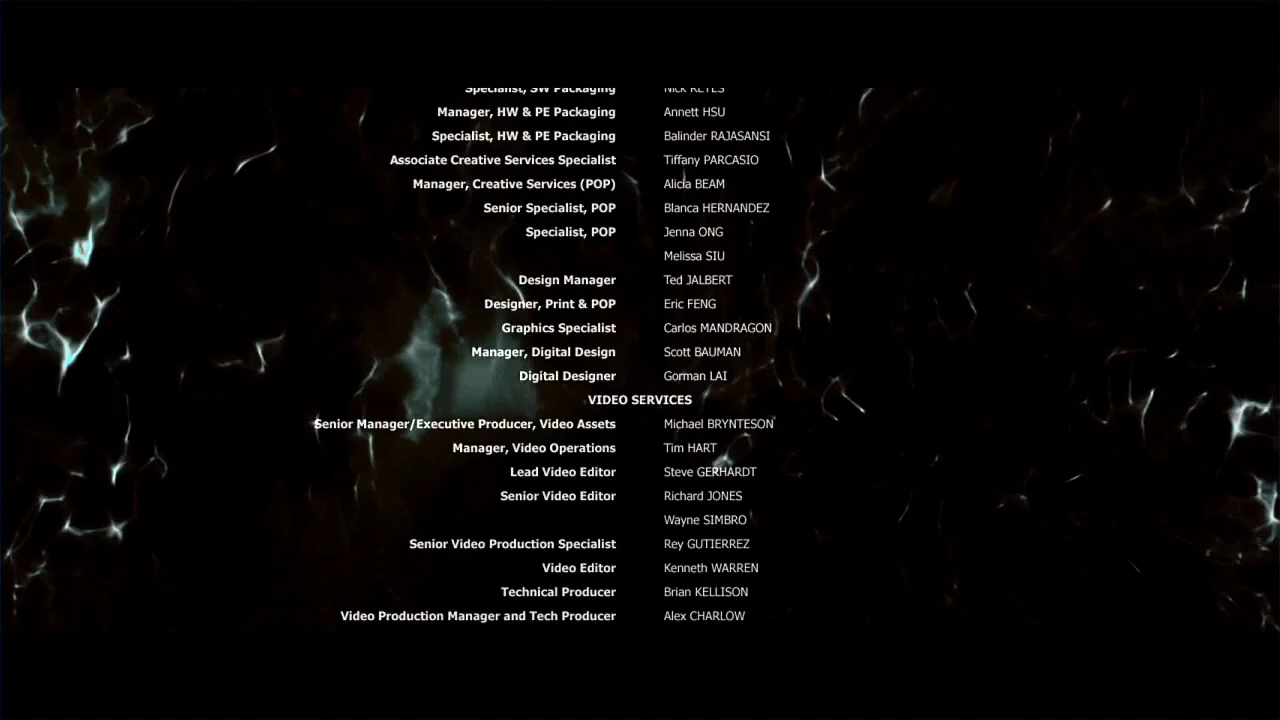 Specialist, SW Packaging Nick REYES
Manager, HW & PE Packaging Annett HSU
Specialist, HW & PE Packaging Balinder RAJASANSI
Associate Creative Services Specialist Tiffany PARCASIO
Manager, Creative Services (POP) Alicia BEAM
Senior Specialist, POP Blanca HERNANDEZ
Specialist, POP Jenna ONG
Melissa SIU
Design Manager Ted JALBERT
Designer, Print & POP Eric FENG
Graphics Specialist Carlos MANDRAGON
Manager, Digital Design Scott BAUMAN
Digital Designer Gorman LAI
VIDEO SERVICES
Senior Manager/Executive Producer, Video Assets Michael BRYNTESON
Manager, Video Operations Tim HART
Lead Video Editor Steve GERHARDT
Senior Video Editor Richard JONES
Wayne SIMBRO
Senior Video Production Specialist Rey GUTIERREZ
Video Editor Kenneth WARREN
Technical Producer Brian KELLISON
Video Production Manager and Tech Producer Alex CHARLOW